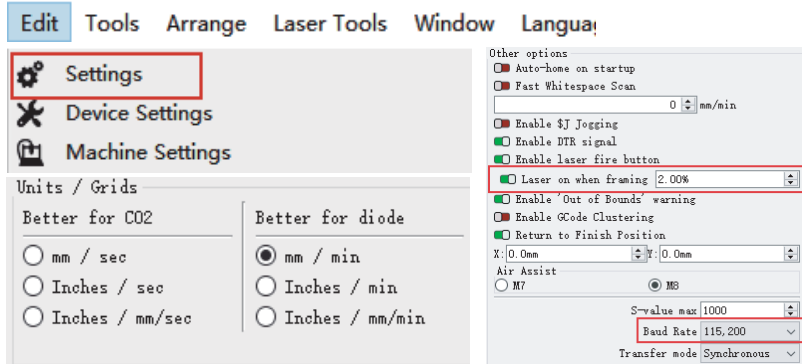 Edit Tools Arrange Laser Tools Window
Settings
Device Settings
Machine Settings
Units / Grids
Better for CO2
Better for diode
mm / sec
mm / min
Inches / sec
Inches / min
Inches / mm/sec
Inches / mm/min
Other options
Auto-home on startup
Fast Whitespace Scan
0 mm/min
Enable $J Jogging
Enable DTR signal
Enable laser fire button
Laser on when framing 2.00%
Enable 'Out of Bounds' warning
Enable GCode Clustering
Return to Finish Position
X: 0.0mm Y: 0.0mm
Air Assist
M7 M8
S-value max 1000
Baud Rate 115,200
Transfer mode Synchronous